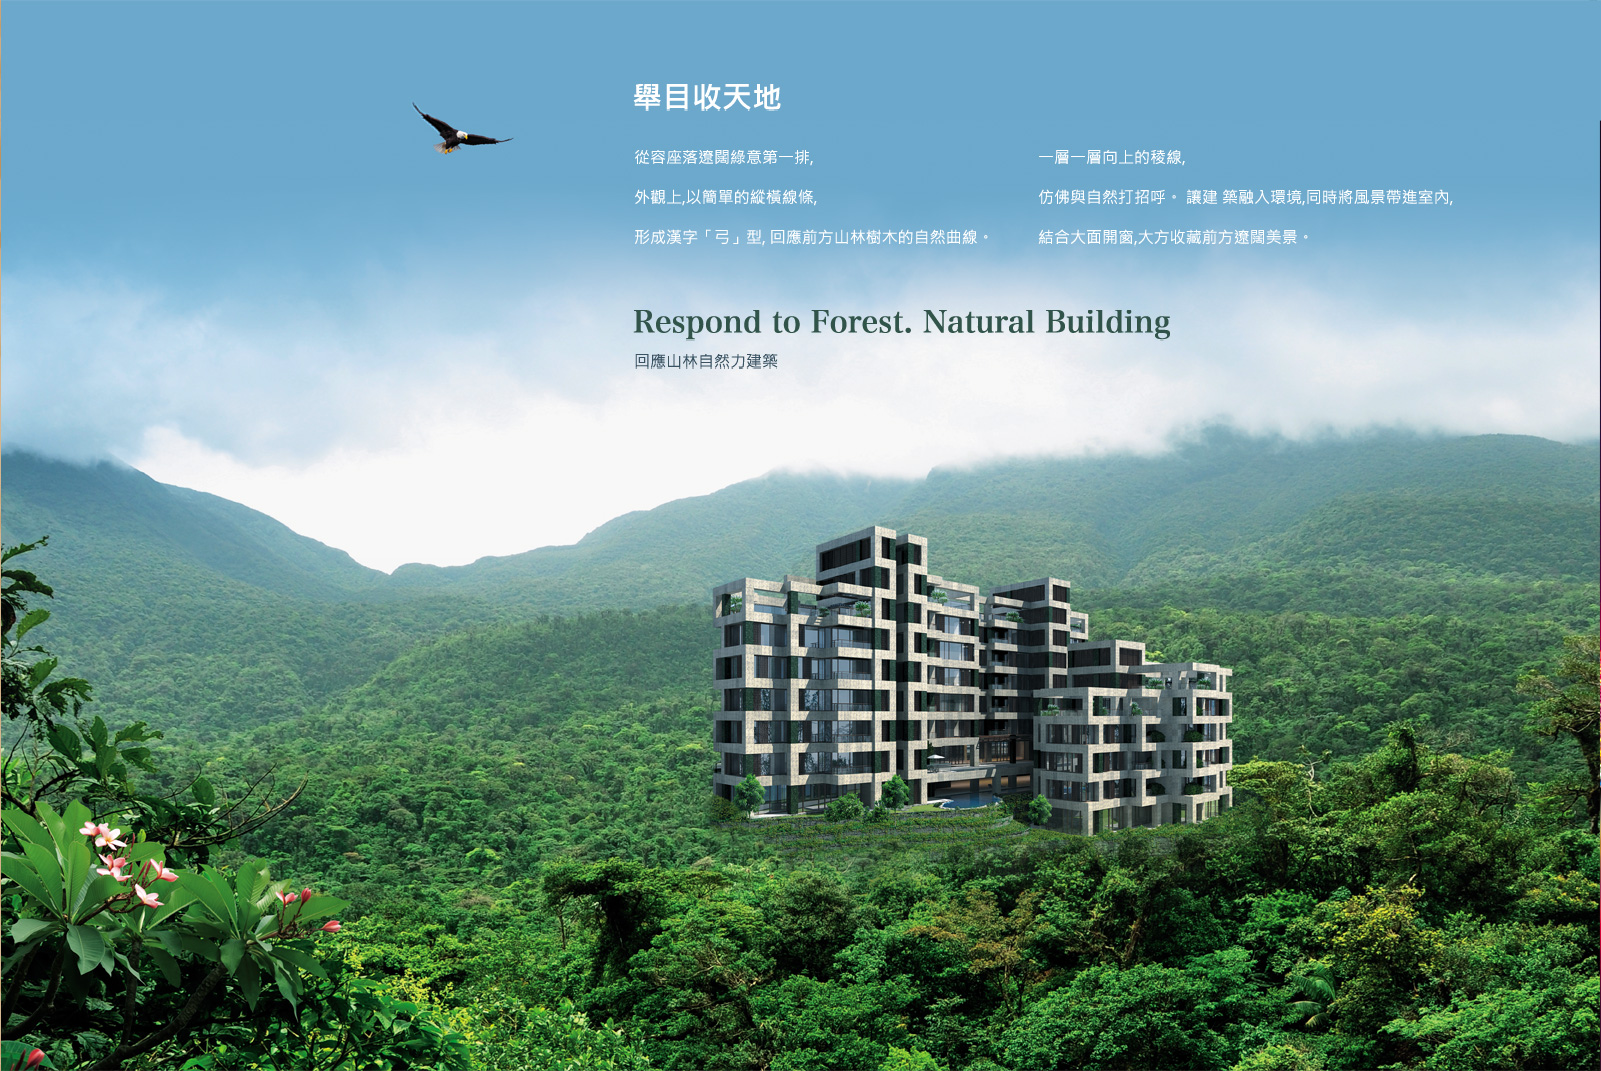 舉目收天地
從容座落遼闊綠意第一排,
外觀上,以簡單的縱橫線條,
形成漢字「弓」型, 回應前方山林樹木的自然曲線。
一層一層向上的稜線,
仿佛與自然打招呼。 讓建 築融入環境,同時將風景帶進室內,
結合大面開窗,大方收藏前方遼闊美景。
Respond to Forest. Natural Building
回應山林自然力建築